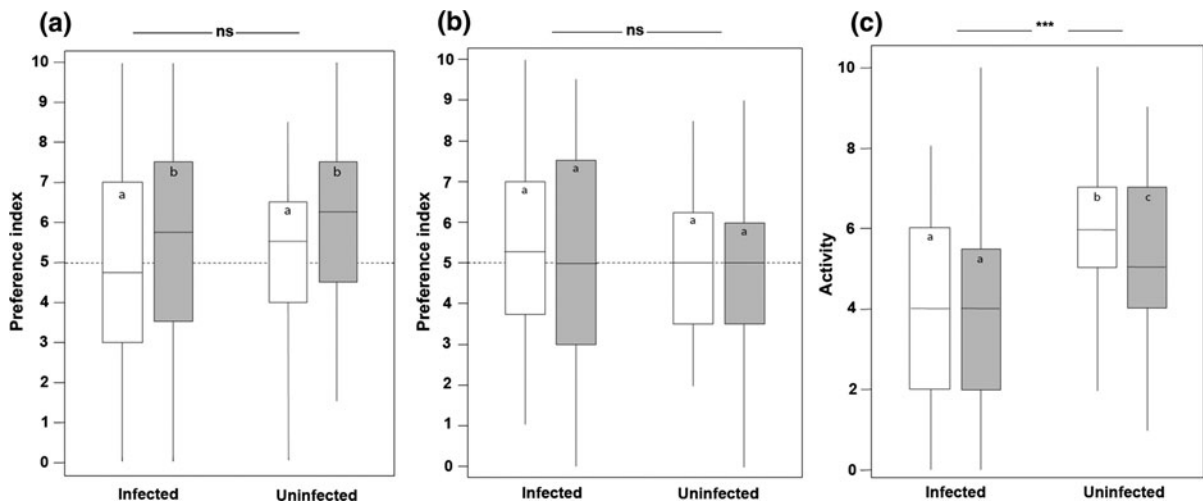 (a)
ns
Preference index
10
9
8
7
6
5
4
3
2
1
0
a
b
a
b
Infected
Uninfected
(b)
ns
Preference index
10
9
8
7
6
5
4
3
2
1
0
a
a
a
a
Infected
Uninfected
(c)
***
Activity
10
8
6
4
2
0
a
a
b
c
Infected
Uninfected